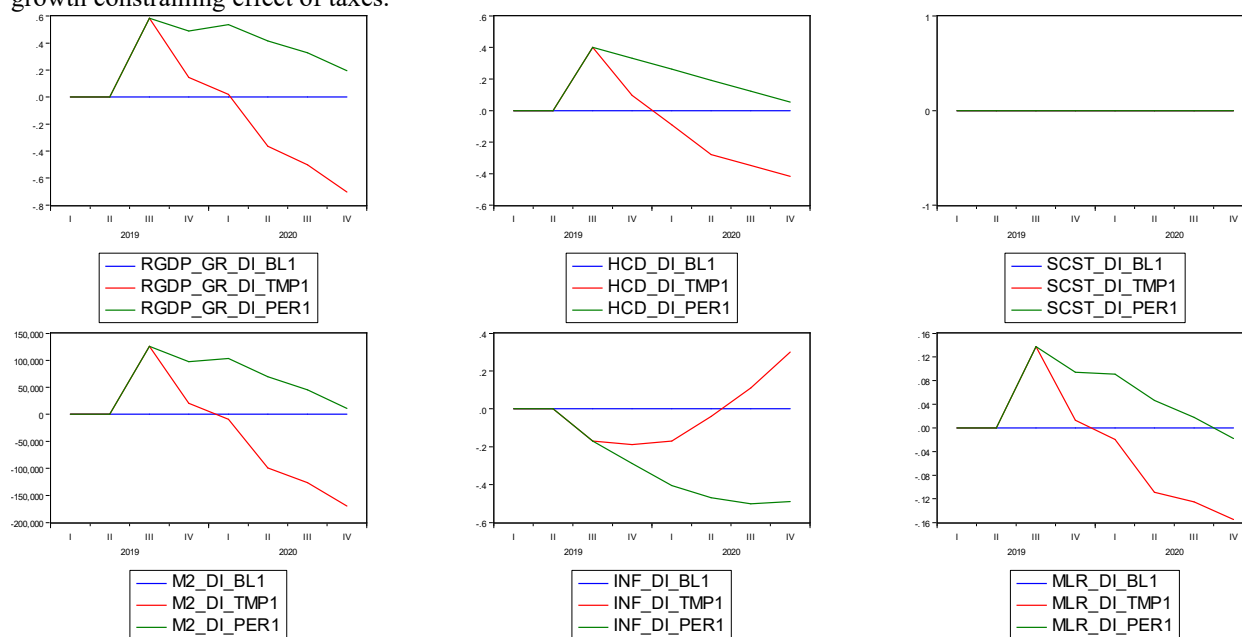 growth constraining effect of taxes.
.6
.4
.2
.0
-.2
-.4
-.6
-.8
I II III IV I II III IV
2019 2020
RGDP_GR_DI_BL1
RGDP_GR_DI_TMP1
RGDP_GR_DI_PER1
.6
.4
.2
.0
-.2
-.4
-.6
I II III IV I II III IV
2019 2020
HCD_DI_BL1
HCD_DI_TMP1
HCD_DI_PER1
1
0
-1
I II III IV I II III IV
2019 2020
SCST_DI_BL1
SCST_DI_TMP1
SCST_DI_PER1
150,000
100,000
50,000
0
-50,000
-100,000
-150,000
-200,000
I II III IV I II III IV
2019 2020
M2_DI_BL1
M2_DI_TMP1
M2_DI_PER1
.4
.2
.0
-.2
-.4
-.6
I II III IV I II III IV
2019 2020
INF_DI_BL1
INF_DI_TMP1
INF_DI_PER1
.16
.12
.08
.04
.00
-.04
-.08
-.12
-.16
I II III IV I II III IV
2019 2020
MLR_DI_BL1
MLR_DI_TMP1
MLR_DI_PER1